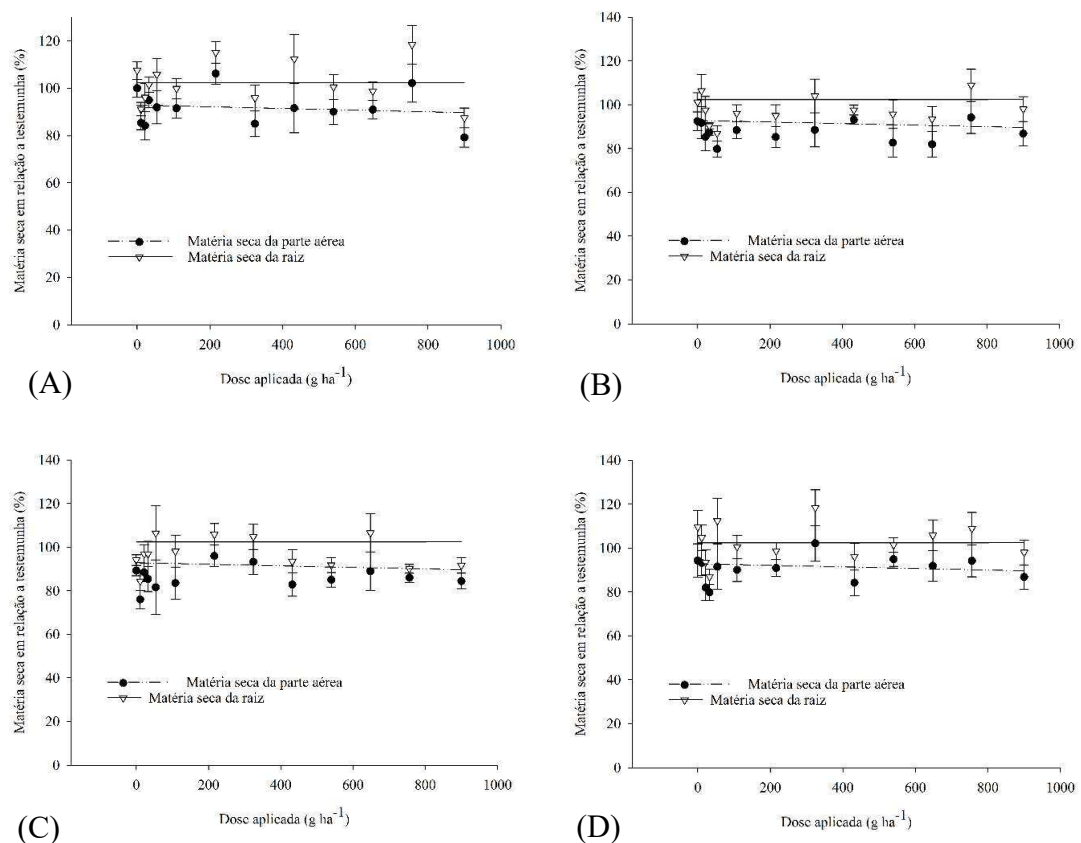 Matéria seca em relação a testemunha (%)
120
100
80
60
40
20
0
Matéria seca da parte aérea
Matéria seca da raiz
0
200
400
600
800
1000
Dose aplicada (g ha⁻¹)
(A)
Matéria seca em relação a testemunha (%)
140
120
100
80
60
40
20
0
Matéria seca da parte aérea
Matéria seca da raiz
0
200
400
600
800
1000
Dose aplicada (g ha⁻¹)
(B)
Matéria seca em relação a testemunha (%)
140
120
100
80
60
40
20
0
Matéria seca da parte aérea
Matéria seca da raiz
0
200
400
600
800
1000
Dose aplicada (g ha⁻¹)
(C)
Matéria seca em relação a testemunha (%)
140
120
100
80
60
40
20
0
Matéria seca da parte aérea
Matéria seca da raiz
0
200
400
600
800
1000
Dose aplicada (g ha⁻¹)
(D)